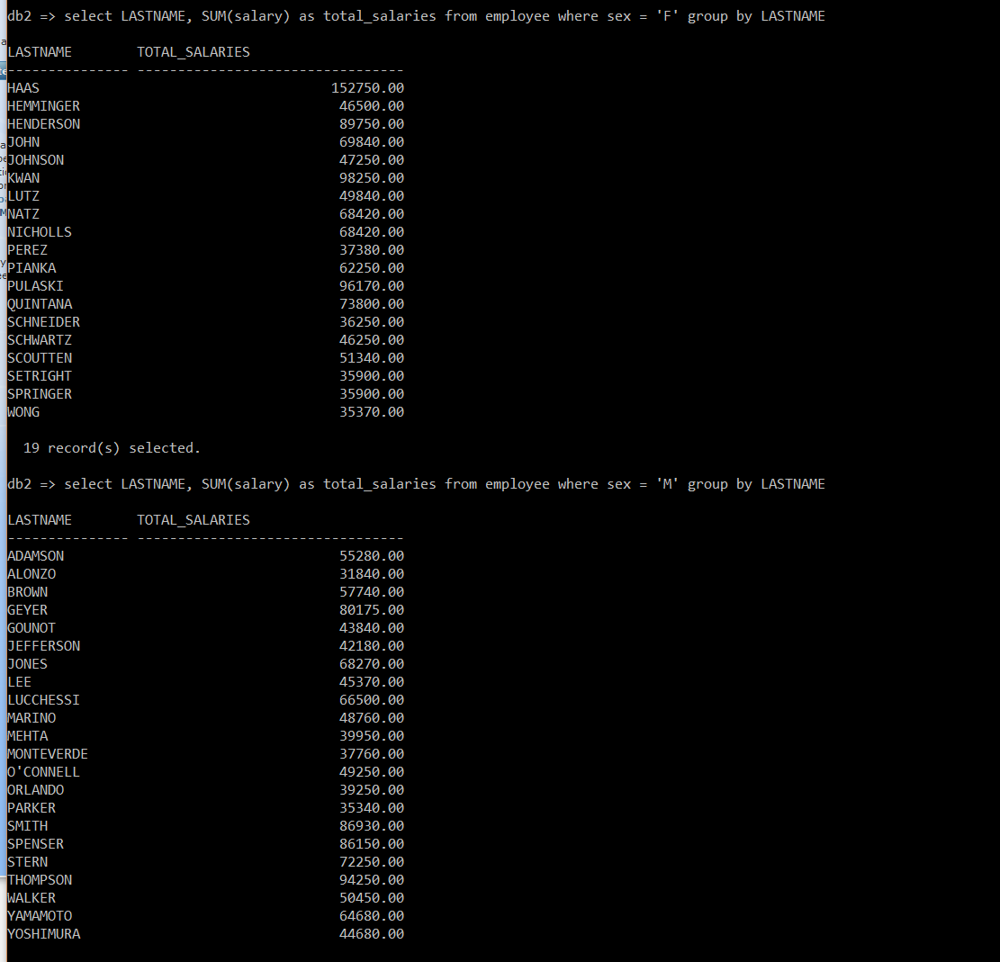 db2 => select LASTNAME, SUM(salary) as total_salaries from employee where sex = 'F' group by LASTNAME
LASTNAME        TOTAL_SALARIES
--------------- ---------------------------------
HAAS                                    152750.00
HEMMINGER                                46500.00
HENDERSON                                89750.00
JOHN                                     69840.00
JOHNSON                                  47250.00
KWAN                                     98250.00
LUTZ                                     49840.00
NATZ                                     68420.00
NICHOLLS                                 68420.00
PEREZ                                    37380.00
PIANKA                                   62250.00
PULASKI                                  96170.00
QUINTANA                                 73800.00
SCHNEIDER                                36250.00
SCHWARTZ                                 46250.00
SCOUTTEN                                 51340.00
SETRIGHT                                 35900.00
SPRINGER                                 35900.00
WONG                                     35370.00
  19 record(s) selected.
db2 => select LASTNAME, SUM(salary) as total_salaries from employee where sex = 'M' group by LASTNAME
LASTNAME        TOTAL_SALARIES
--------------- ---------------------------------
ADAMSON                                  55280.00
ALONZO                                   31840.00
BROWN                                    57740.00
GEYER                                    80175.00
GOUNOT                                   43840.00
JEFFERSON                                42180.00
JONES                                    68270.00
LEE                                      45370.00
LUCCHESSI                                66500.00
MARINO                                   48760.00
MEHTA                                    39950.00
MONTEVERDE                               37760.00
O'CONNELL                                49250.00
ORLANDO                                  39250.00
PARKER                                   35340.00
SMITH                                    86930.00
SPENSER                                  86150.00
STERN                                    72250.00
THOMPSON                                 94250.00
WALKER                                   50450.00
YAMAMOTO                                 64680.00
YOSHIMURA                                44680.00